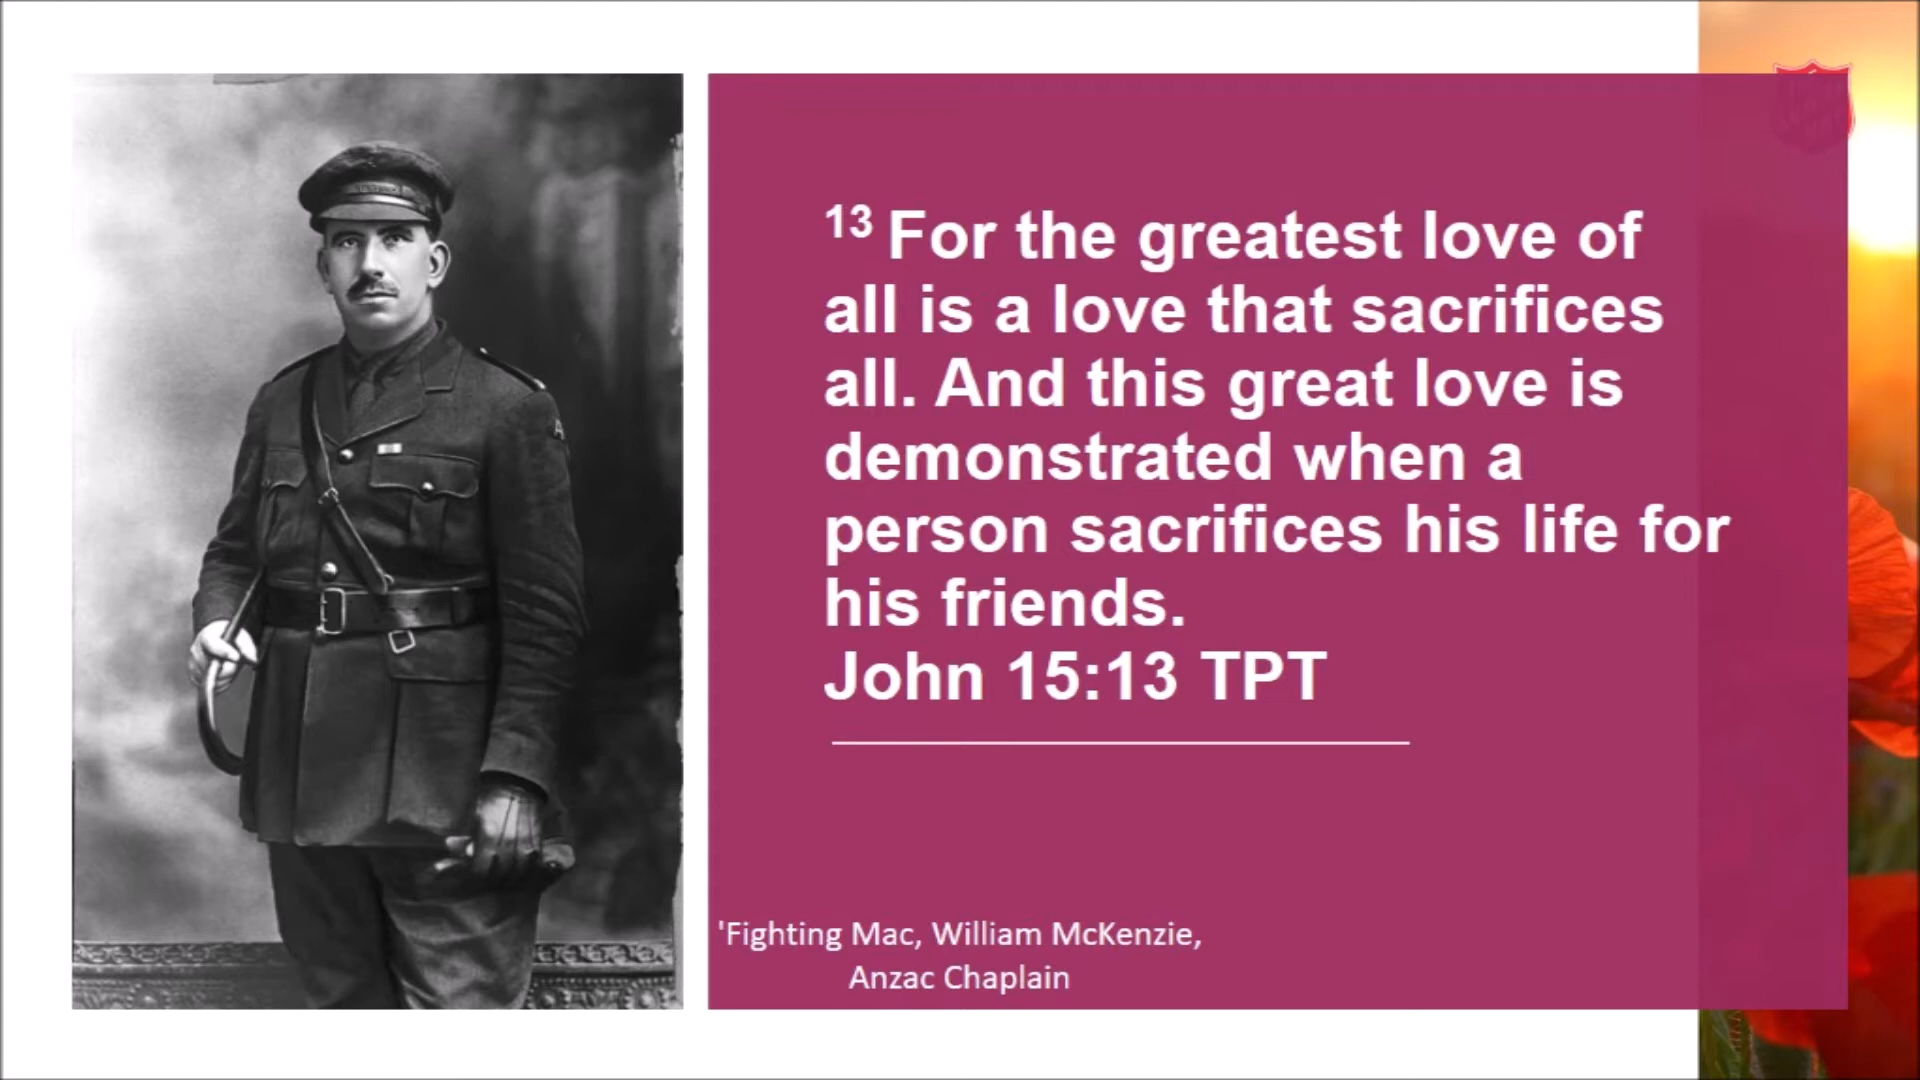 13 For the greatest love of
all is a love that sacrifices
all. And this great love is
demonstrated when a
person sacrifices his life for
his friends.
John 15:13 TPT
'Fighting Mac, William McKenzie,
Anzac Chaplain